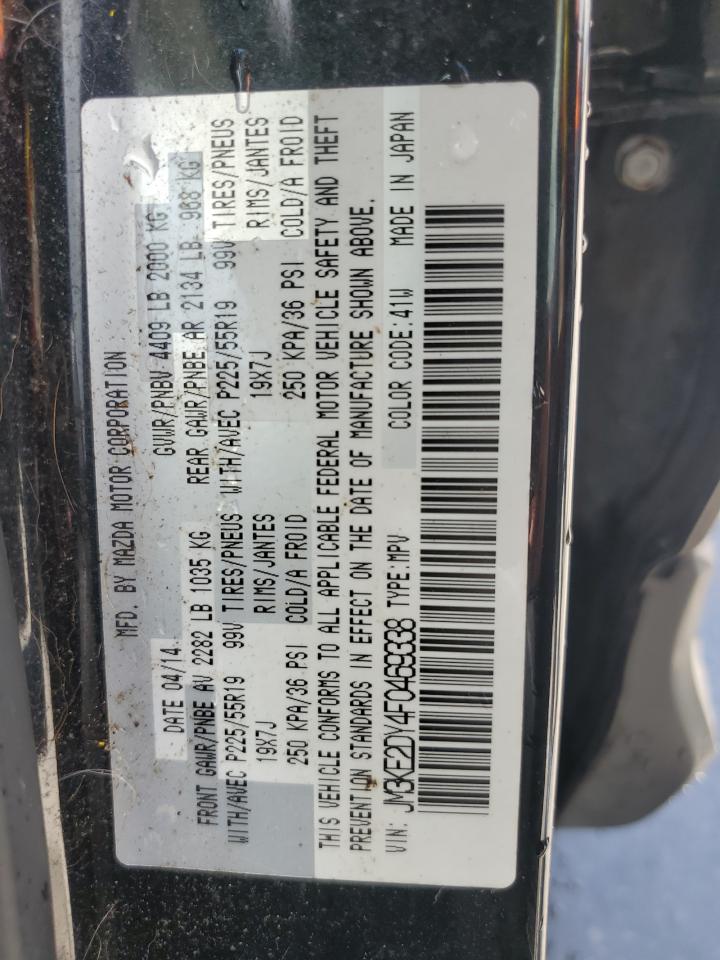 MFD. BY MAZDA MOTOR CORPORATION
DATE 04/14 GVWR/PNBV 4409 LB 2000 KG
FRONT GAWR/PNBE AV 2282 LB 1035 KG REAR GAWR/PNBE AR 2134 LB 968 KG
WITH/AVEC P225/55R19 99V TIRES/PNEUS WITH/AVEC P225/55R19 99V TIRES/PNEUS
19X7J RIMS/JANTES 19X7J RIMS/JANTES
250 KPA/36 PSI COLD/A FROID 250 KPA/36 PSI COLD/A FROID
THIS VEHICLE CONFORMS TO ALL APPLICABLE FEDERAL MOTOR VEHICLE SAFETY AND THEFT
PREVENTION STANDARDS IN EFFECT ON THE DATE OF MANUFACTURE SHOWN ABOVE.
VIN: JM3KE2DY4F0469338 TYPE:MPV COLOR CODE:41W MADE IN JAPAN